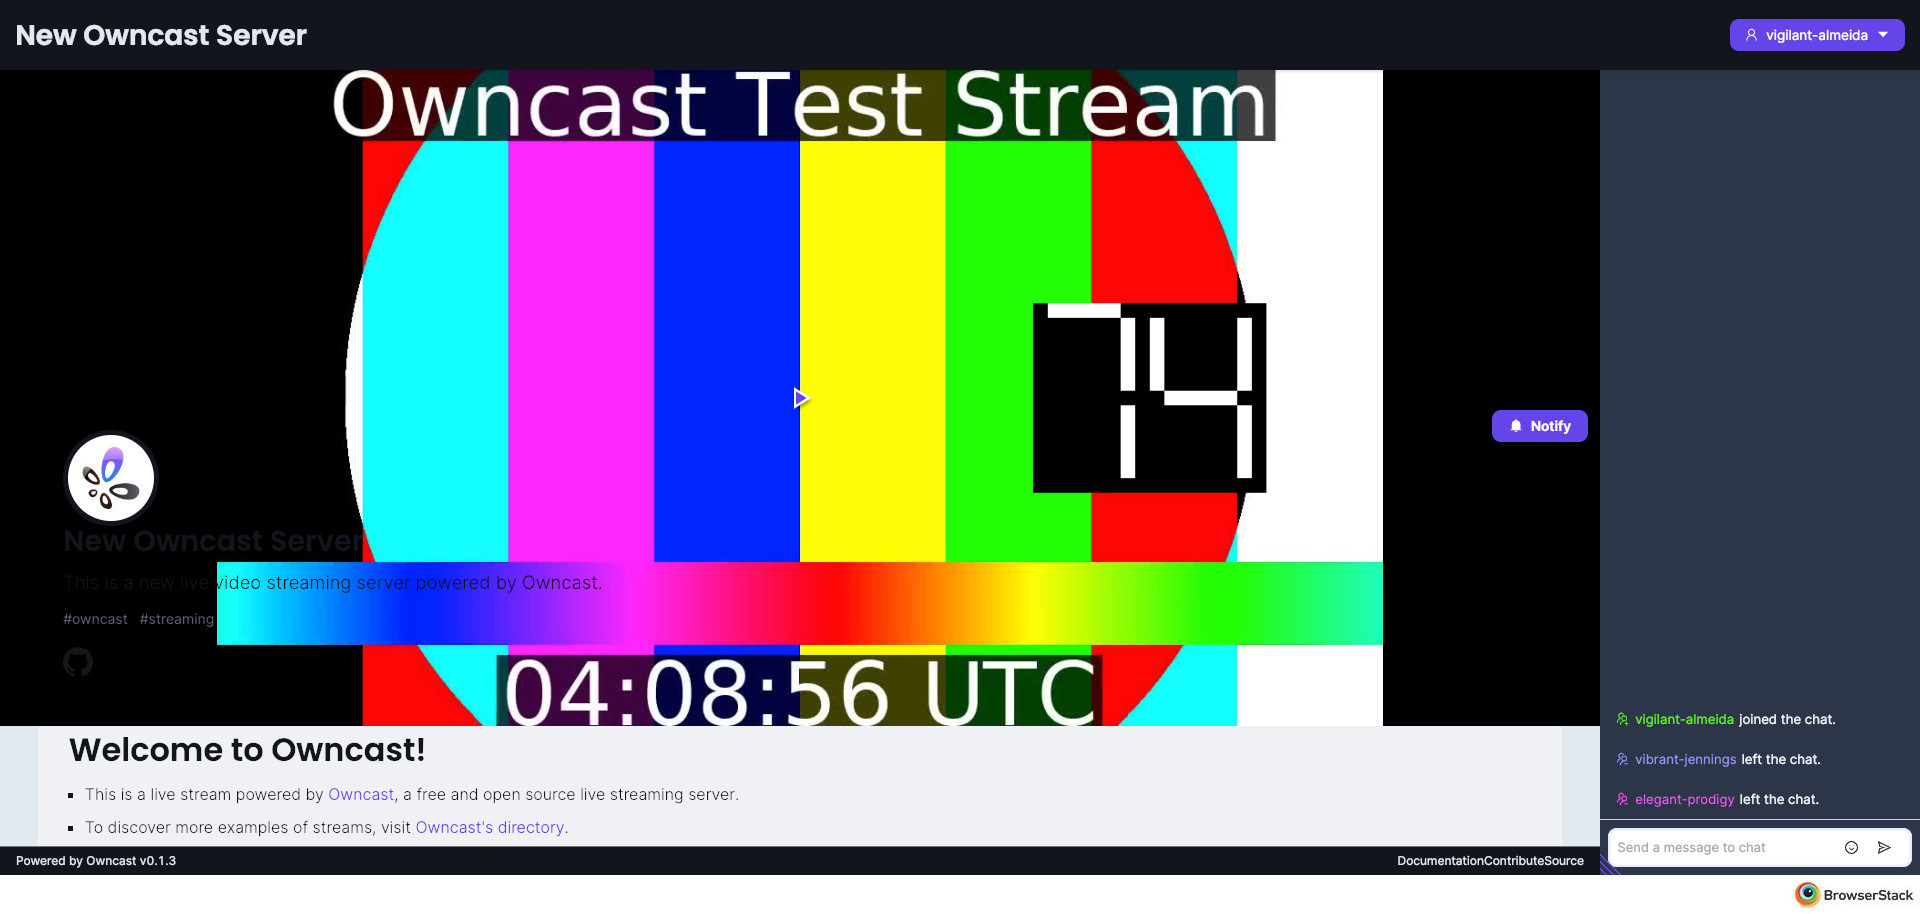 New Owncast Server
vigilant-almeida
Owncast Test Stream
74
Notify
New Owncast Server
This is a new live video streaming server powered by Owncast.
#owncast #streaming
04:08:56 UTC
Welcome to Owncast!
This is a live stream powered by Owncast, a free and open source live streaming server.
To discover more examples of streams, visit Owncast's directory.
vigilant-almeida joined the chat.
vibrant-jennings left the chat.
elegant-prodigy left the chat.
Send a message to chat
Powered by Owncast v0.1.3
DocumentationContributeSource
BrowserStack